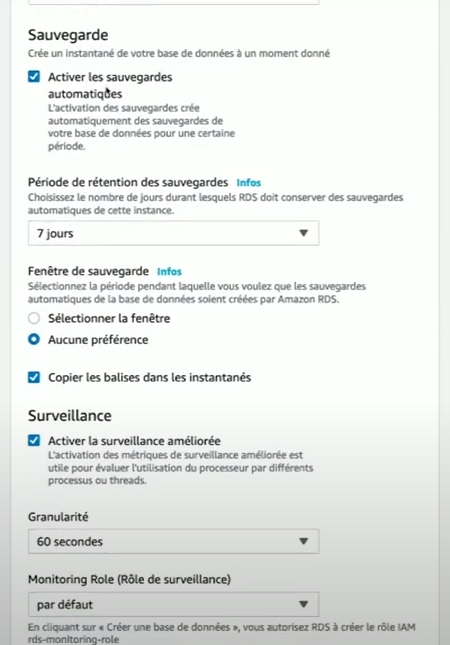 Sauvegarde
Crée un instantané de votre base de données à un moment donné
Activer les sauvegardes
automatiques
L'activation des sauvegardes crée
automatiquement des sauvegardes de
votre base de données pour une certaine
période.
Période de rétention des sauvegardes Infos
Choisissez le nombre de jours durant lesquels RDS doit conserver des sauvegardes
automatiques de cette instance.
7 jours
Fenêtre de sauvegarde Infos
Sélectionnez la période pendant laquelle vous voulez que les sauvegardes
automatiques de la base de données soient créées par Amazon RDS.
Sélectionner la fenêtre
Aucune préférence
Copier les balises dans les instantanés
Surveillance
Activer la surveillance améliorée
L'activation des métriques de surveillance améliorée est
utile pour évaluer l'utilisation du processeur par différents
processus ou threads.
Granularité
60 secondes
Monitoring Role (Rôle de surveillance)
par défaut
En cliquant sur « Créer une base de données », vous autorisez RDS à créer le rôle IAM
rds-monitoring-role